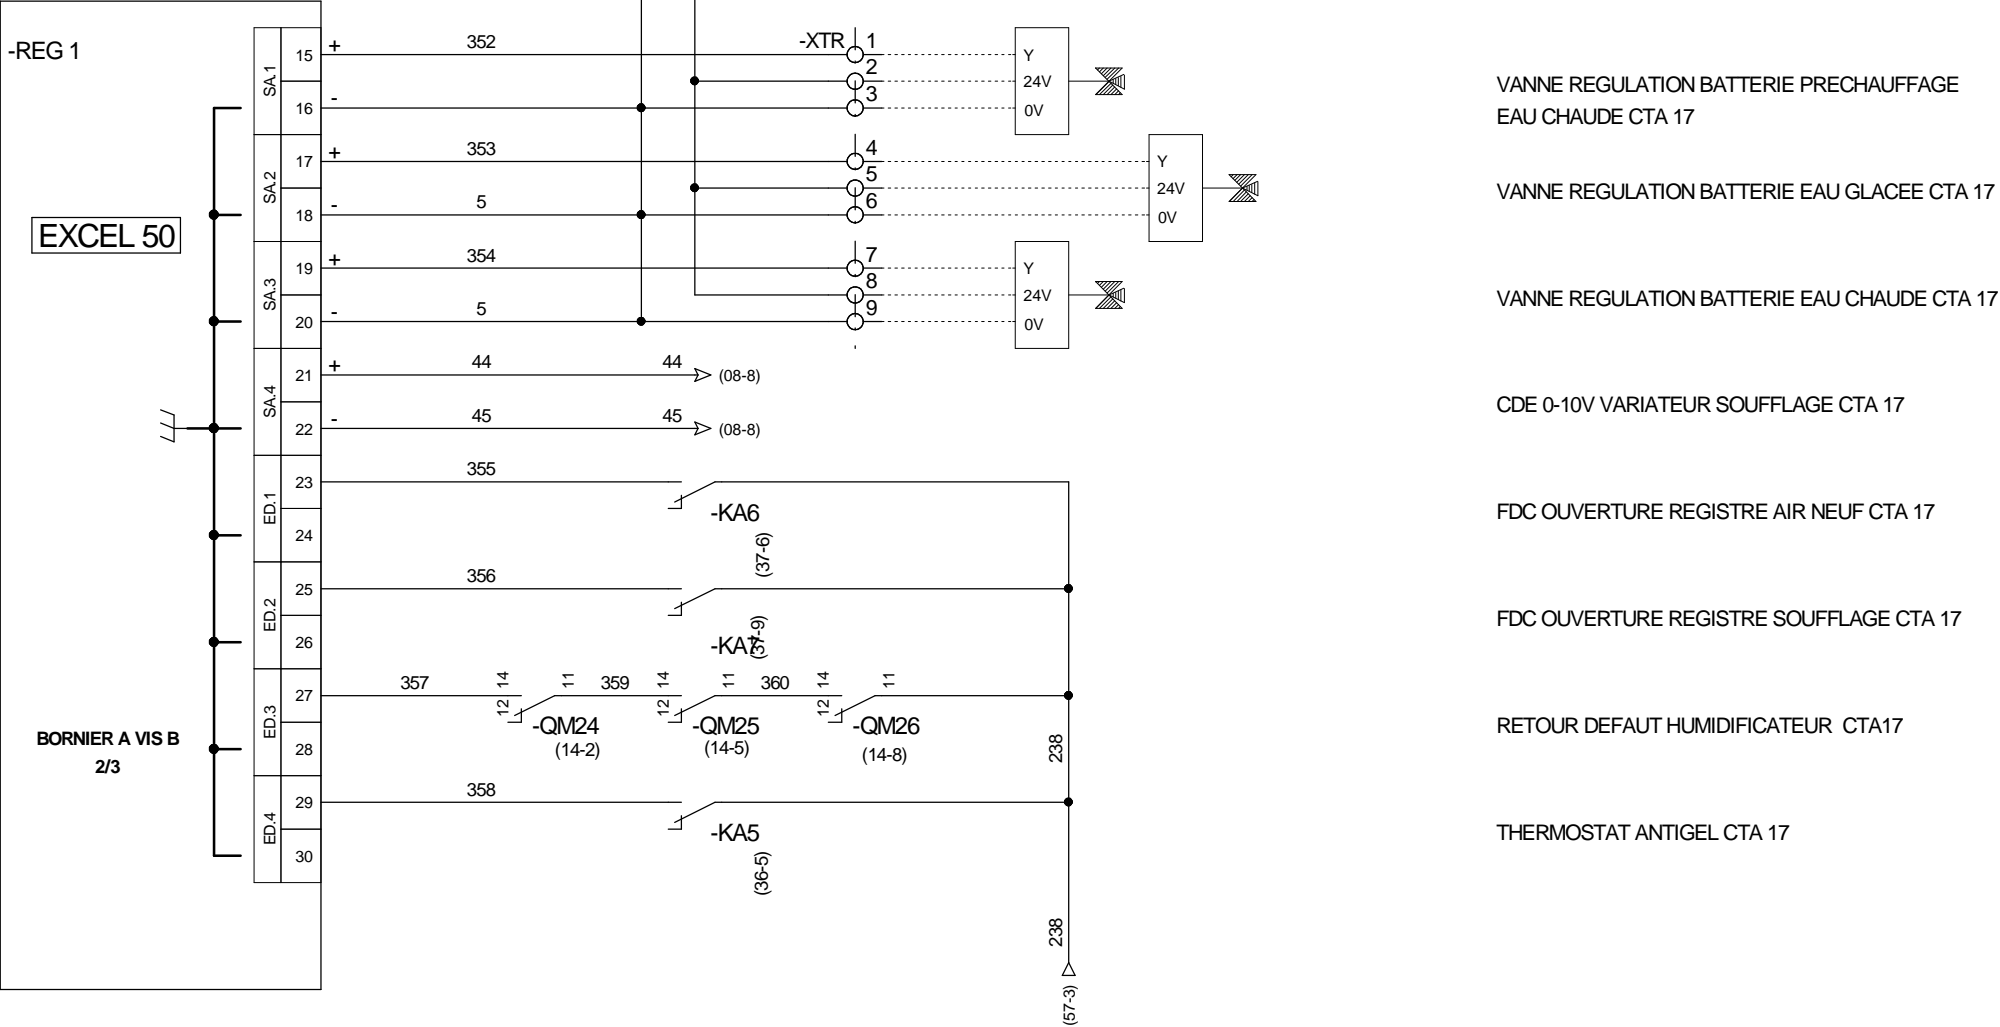 -REG 1
EXCEL 50
BORNIER A VIS B
2/3
SA.1
SA.2
SA.3
SA.4
ED.1
ED.2
ED.3
ED.4
15 + 352 -XTR 1 Y
2 24V
16 - 3 0V
VANNE REGULATION BATTERIE PRECHAUFFAGE
EAU CHAUDE CTA 17
17 + 353 4 Y
5 24V
18 - 5 6 0V
VANNE REGULATION BATTERIE EAU GLACEE CTA 17
19 + 354 7 Y
8 24V
20 - 5 9 0V
VANNE REGULATION BATTERIE EAU CHAUDE CTA 17
21 + 44 44 (08-8)
22 - 45 45 (08-8)
CDE 0-10V VARIATEUR SOUFFLAGE CTA 17
23 355
-KA6
(37-6)
24
FDC OUVERTURE REGISTRE AIR NEUF CTA 17
25 356
-KA7
(37-9)
26
FDC OUVERTURE REGISTRE SOUFFLAGE CTA 17
27 357 14 11 359 14 11 360 14 11
12 12 12
-QM24 -QM25 -QM26
(14-2) (14-5) (14-8)
28
238
RETOUR DEFAUT HUMIDIFICATEUR CTA17
29 358
-KA5
(36-5)
30
THERMOSTAT ANTIGEL CTA 17
238
(57-3)